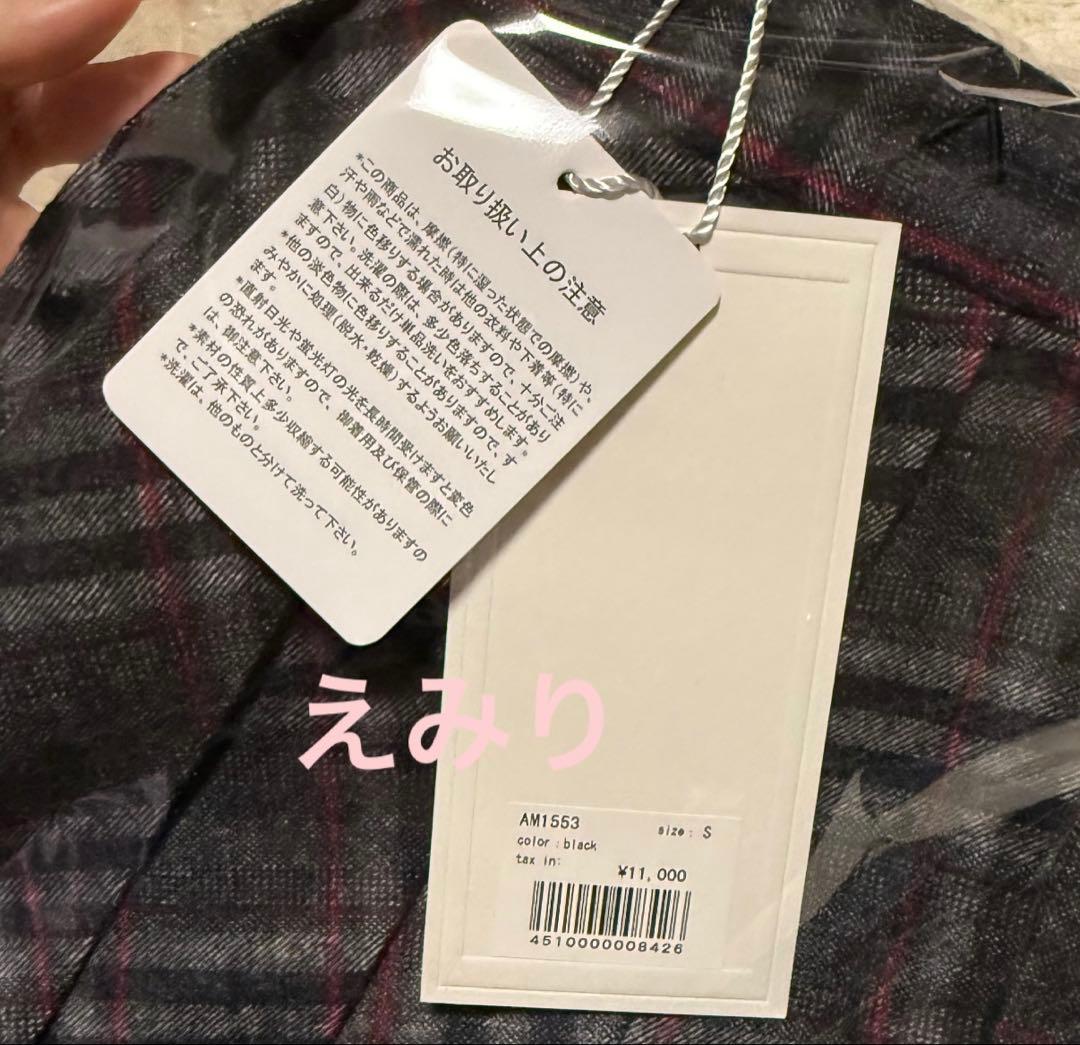 お取り扱い上の注意
*この商品は、摩擦(特に湿った状態での摩擦)や、
汗や雨などで濡れた時は他の衣料や下着等(特に
白)物に色移りする場合がありますので、十分ご注
意下さい。洗濯の際は、多少色落ちすることがあり
ますので、出来るだけ単品洗いをおすすめします。
*他の淡色物に色移りすることがありますので、す
みやかに処理(脱水・乾燥)するようお願いいたし
ます。
*直射日光や蛍光灯の光を長時間受けますと変色
の恐れがありますので、御着用及び保管の際に
は、御注意下さい。
*素材の性質上多少収縮する可能性がありますの
で、ご了承下さい。
*洗濯は、他のものと分けて洗って下さい。
えみり
AM1553 size: S
color:black
tax in:
¥11,000
4510000008426